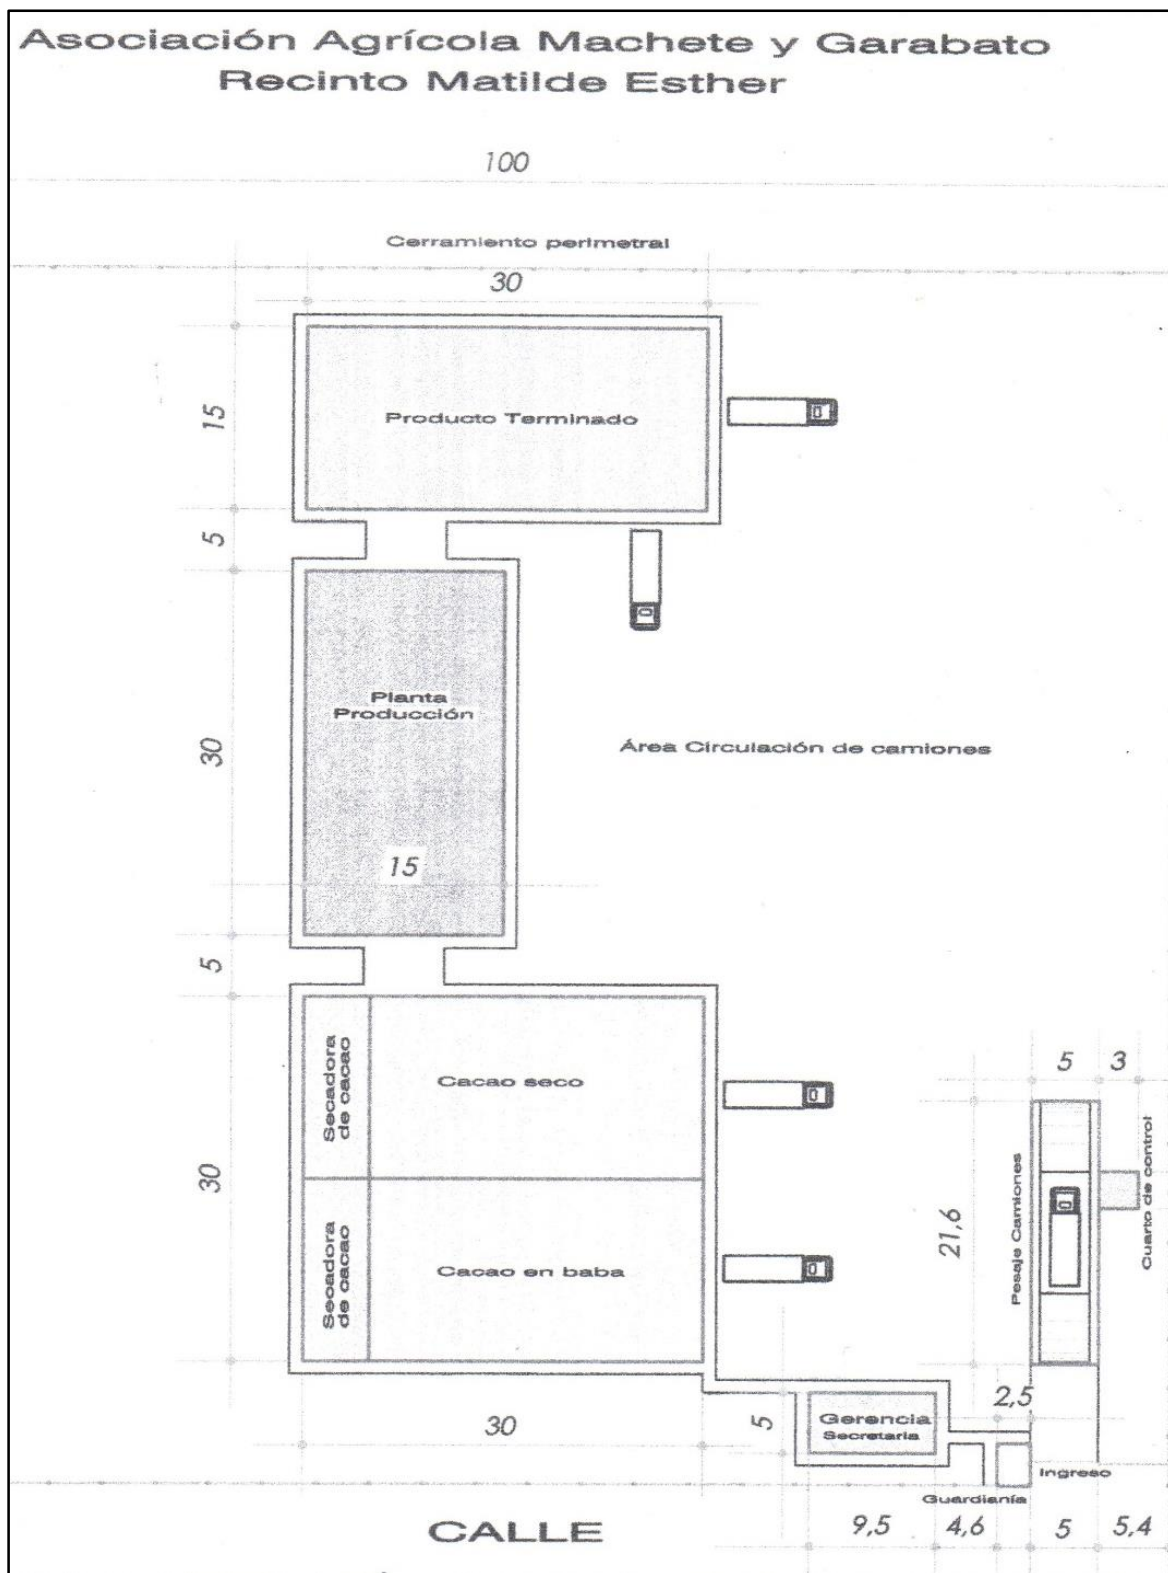 Asociación Agrícola Machete y Garabato
Recinto Matilde Esther
100
Cerramiento perimetral
30
15
Producto Terminado
5
Planta
Producción
30
Área Circulación de camiones
15
5
Secadora
de cacao
Cacao seco
5
3
30
Secadora
de cacao
Cacao en baba
21,6
Pesaje Camiones
Cuarto de control
30
5
Gerencia
Secretaria
2,5
Ingreso
Guardianía
CALLE
9,5
4,6
5
5,4